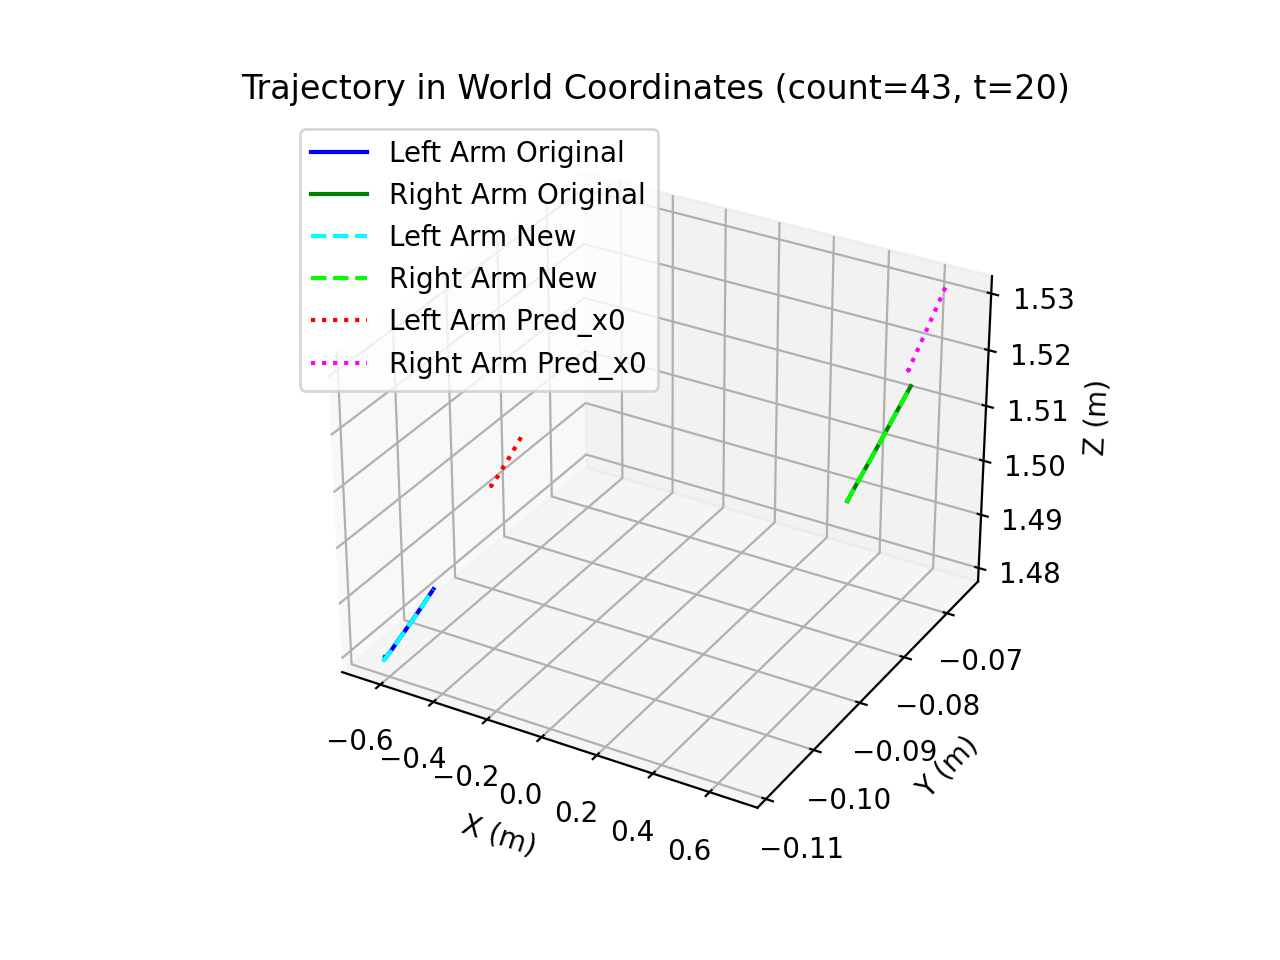 Trajectory in World Coordinates (count=43, t=20)
Left Arm Original
Right Arm Original
Left Arm New
Right Arm New
Left Arm Pred_x0
Right Arm Pred_x0
1.53
1.52
1.51
1.50
1.49
1.48
Z (m)
−0.07
−0.08
−0.09
−0.10
−0.11
Y (m)
−0.6
−0.4
−0.2
0.0
0.2
0.4
0.6
X (m)